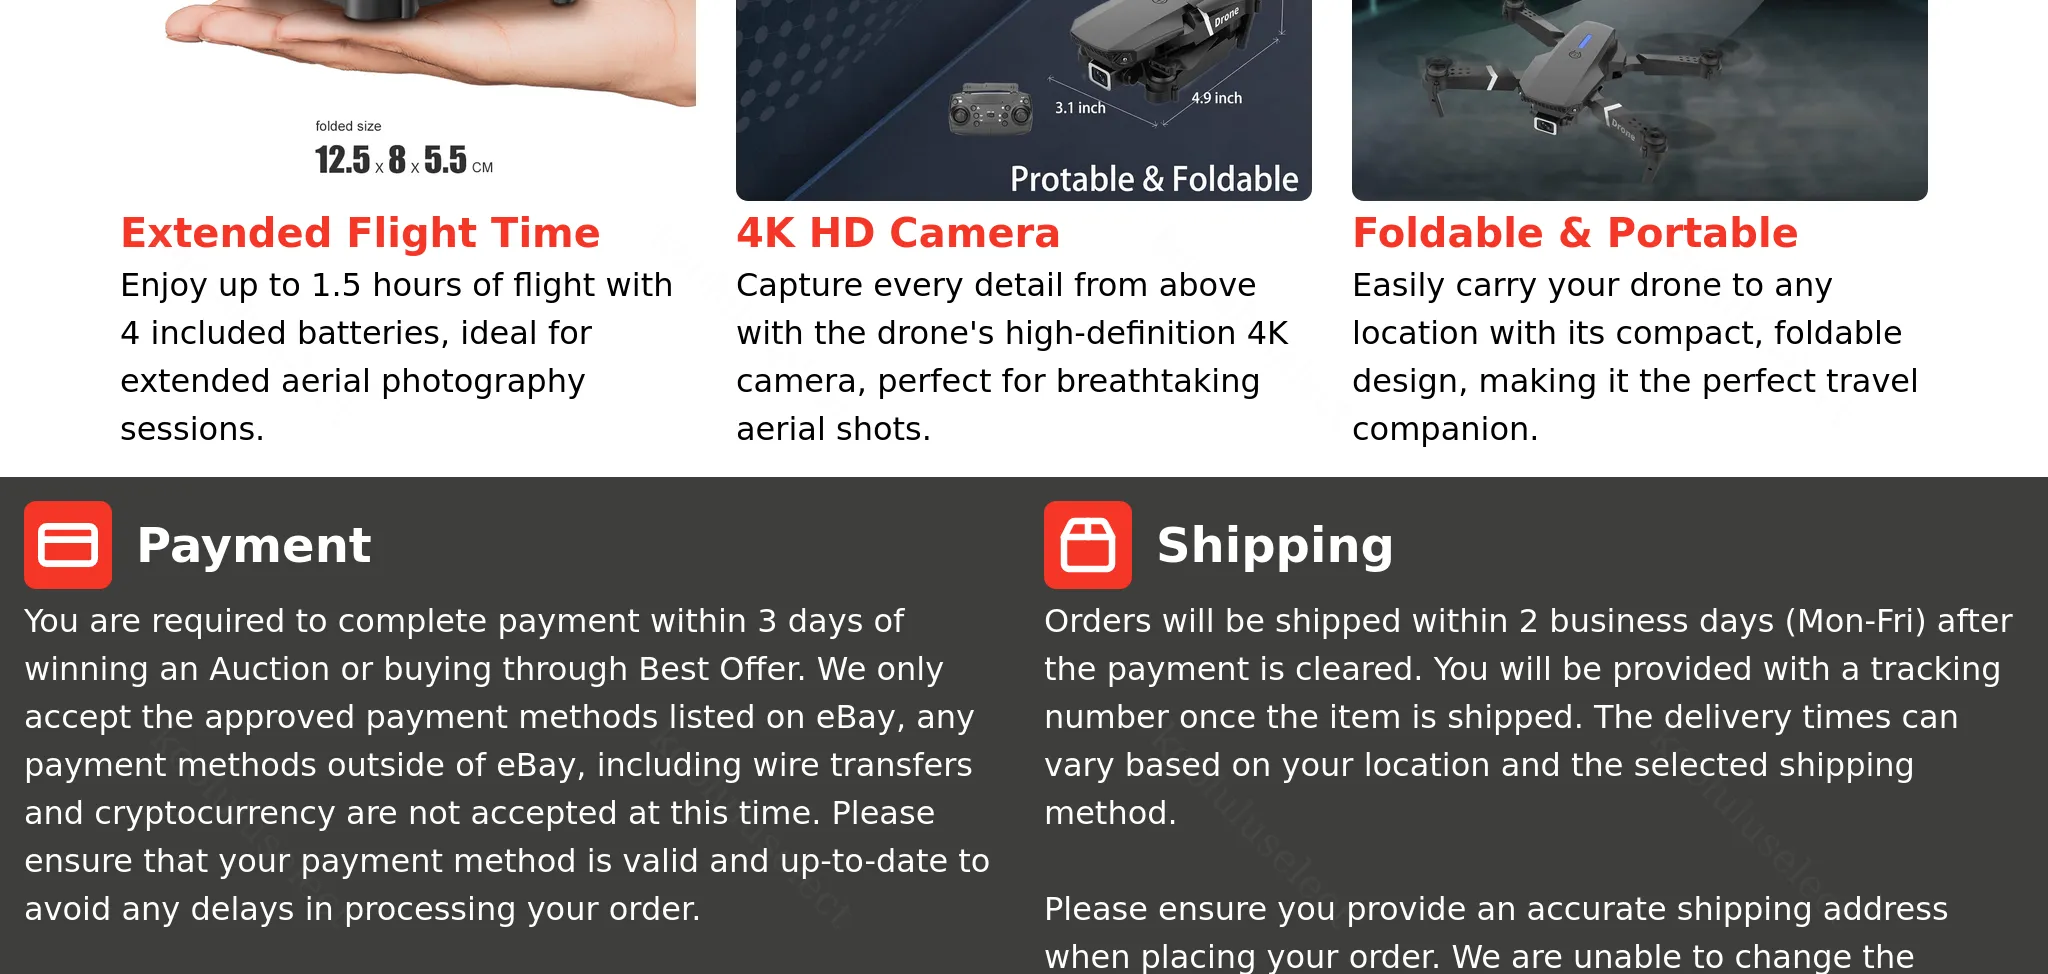 folded size
12.5 x 8 x 5.5 CM
Drone
3.1 inch
4.9 inch
Protable & Foldable
Drone
Extended Flight Time
Enjoy up to 1.5 hours of flight with
4 included batteries, ideal for
extended aerial photography
sessions.
4K HD Camera
Capture every detail from above
with the drone's high-definition 4K
camera, perfect for breathtaking
aerial shots.
Foldable & Portable
Easily carry your drone to any
location with its compact, foldable
design, making it the perfect travel
companion.
Payment
You are required to complete payment within 3 days of
winning an Auction or buying through Best Offer. We only
accept the approved payment methods listed on eBay, any
payment methods outside of eBay, including wire transfers
and cryptocurrency are not accepted at this time. Please
ensure that your payment method is valid and up-to-date to
avoid any delays in processing your order.
Shipping
Orders will be shipped within 2 business days (Mon-Fri) after
the payment is cleared. You will be provided with a tracking
number once the item is shipped. The delivery times can
vary based on your location and the selected shipping
method.
Please ensure you provide an accurate shipping address
when placing your order. We are unable to change the